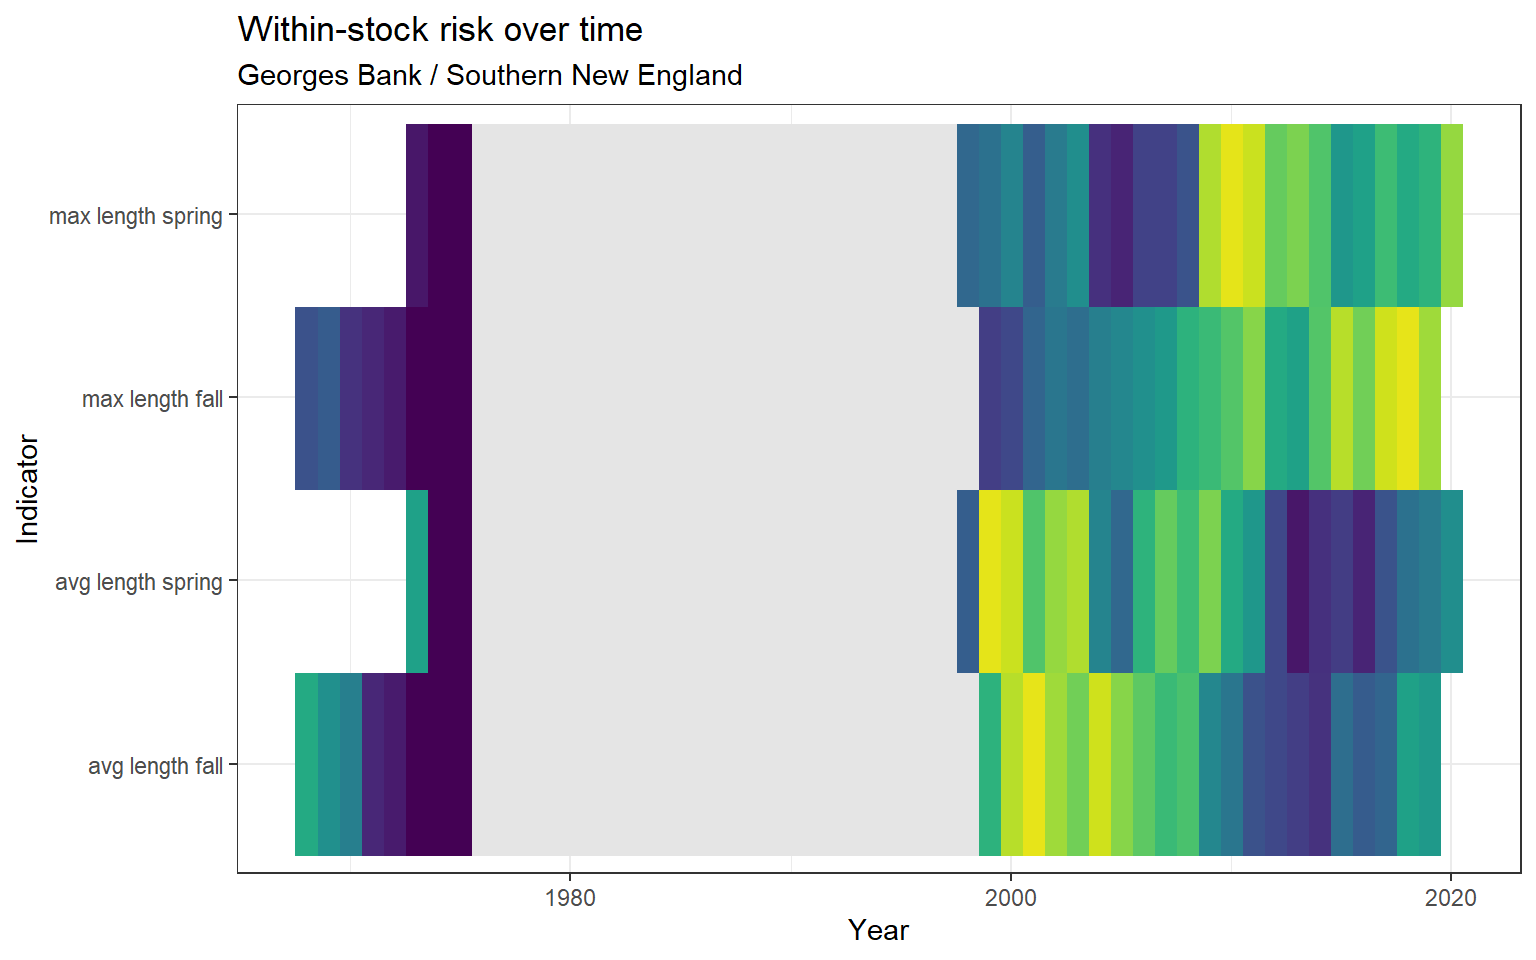 Within-stock risk over time
Georges Bank / Southern New England
Indicator
max length spring
max length fall
avg length spring
avg length fall
1980
2000
2020
Year